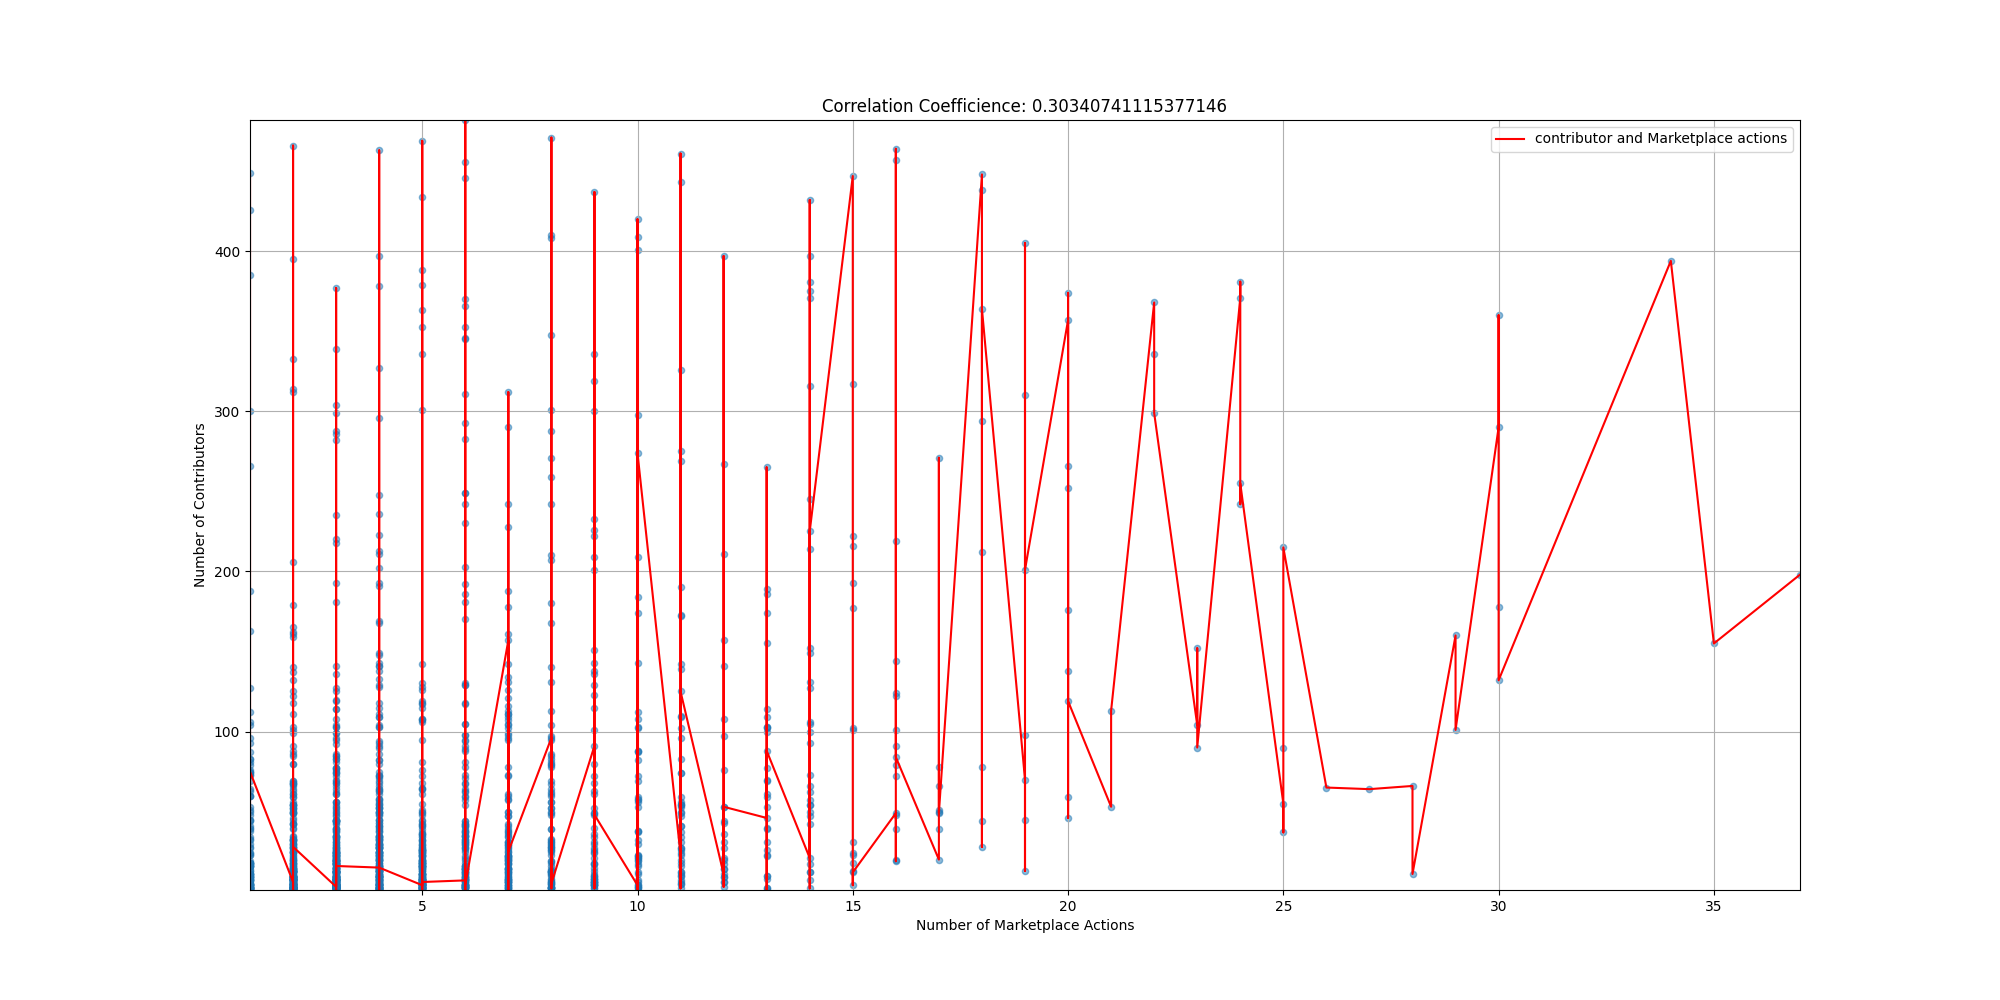 Correlation Coefficience: 0.30340741115377146
contributor and Marketplace actions
Number of Contributors
400
300
200
100
5 10 15 20 25 30 35
Number of Marketplace Actions